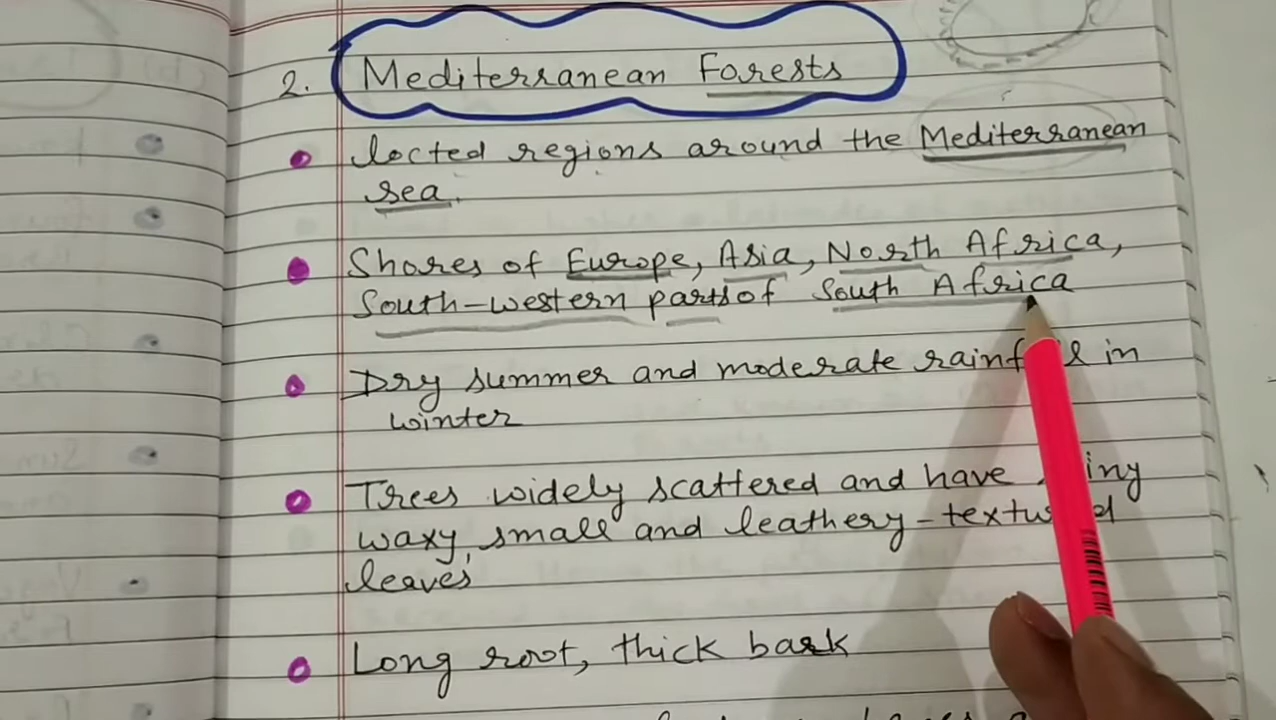 2. Mediterranean Forests
locted regions around the Mediterranean
sea.
Shores of Europe, Asia, North Africa,
South-western parts of South Africa
Dry summer and moderate in
winter
Trees widely scattered and have
waxy, small and leathery-textured
leaves
Long root, thick bark